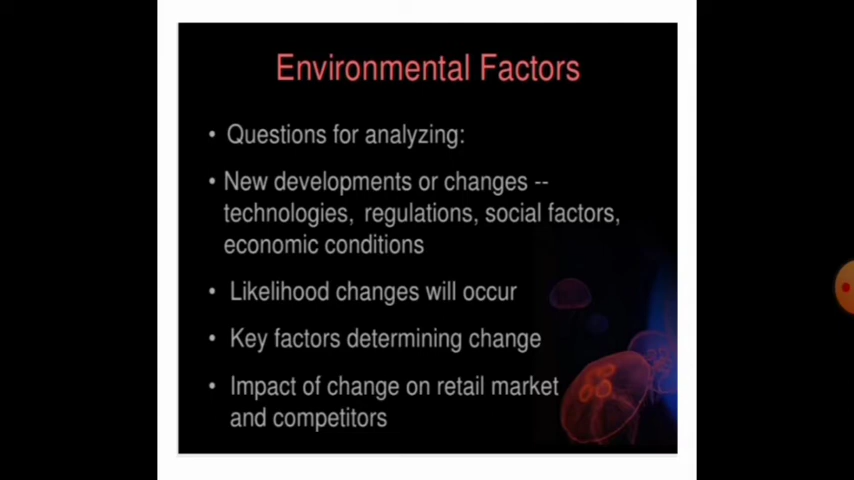 Environmental Factors
• Questions for analyzing:
• New developments or changes --
technologies, regulations, social factors,
economic conditions
• Likelihood changes will occur
• Key factors determining change
• Impact of change on retail market
and competitors